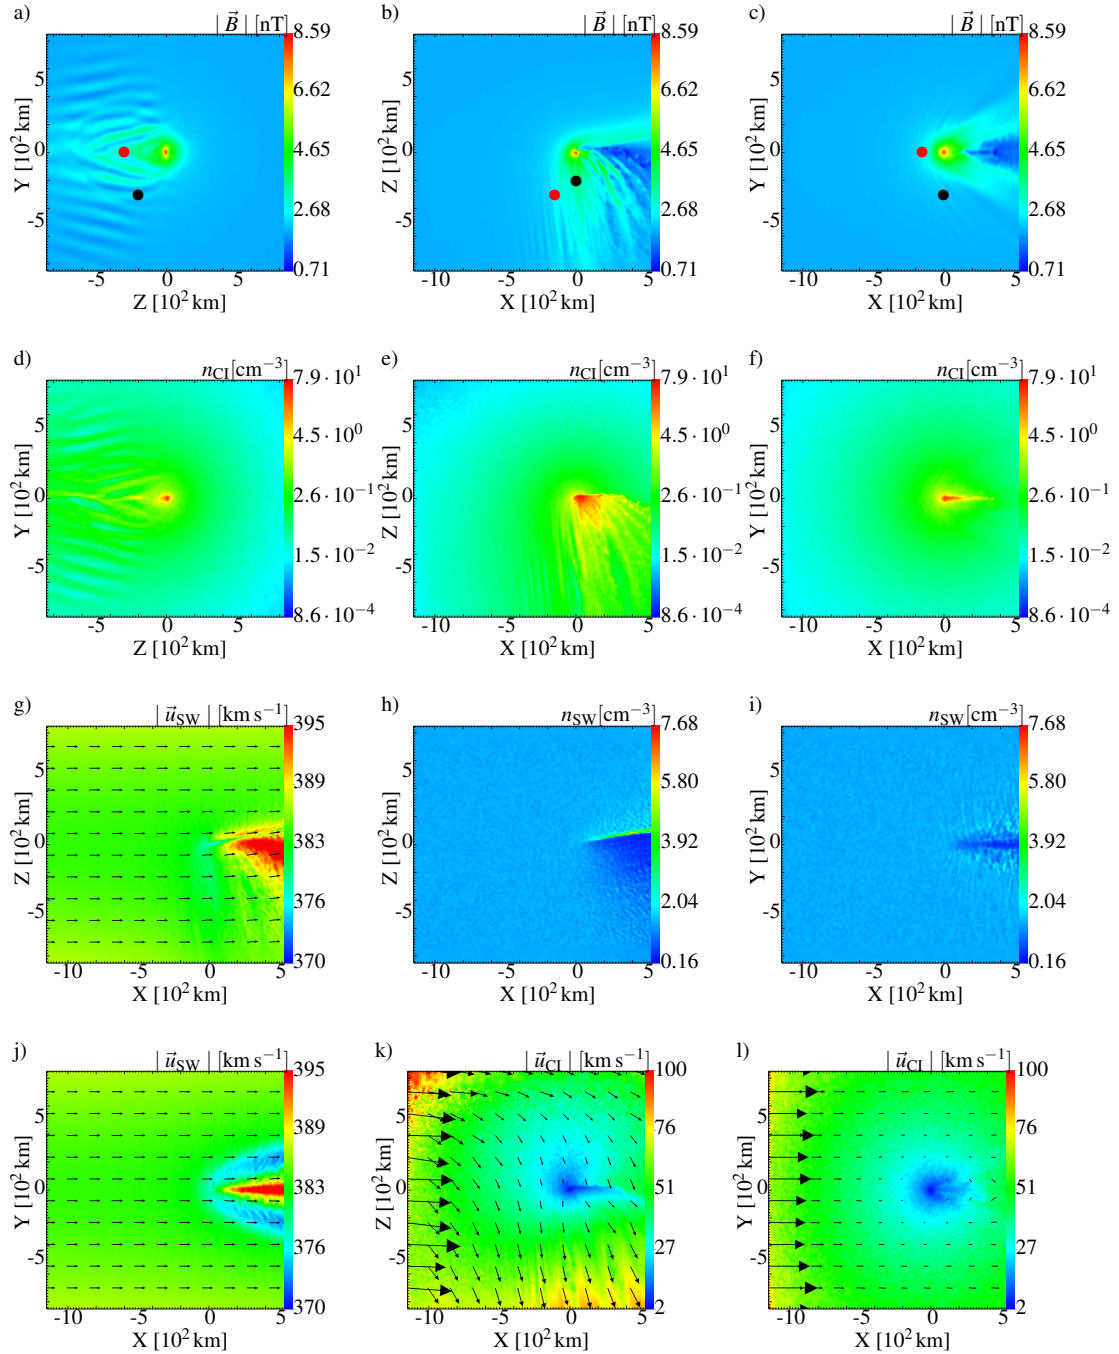 a)
| B⃗ | [nT]
8.59
6.62
4.65
2.68
0.71
5
0
-5
Y [10² km]
-5 0 5
Z [10² km]
b)
| B⃗ | [nT]
8.59
6.62
4.65
2.68
0.71
5
0
-5
Z [10² km]
-10 -5 0 5
X [10² km]
c)
| B⃗ | [nT]
8.59
6.62
4.65
2.68
0.71
5
0
-5
Y [10² km]
-10 -5 0 5
X [10² km]
d)
n_CI[cm⁻³]
7.9 · 10¹
4.5 · 10⁰
2.6 · 10⁻¹
1.5 · 10⁻²
8.6 · 10⁻⁴
5
0
-5
Y [10² km]
-5 0 5
Z [10² km]
e)
n_CI[cm⁻³]
7.9 · 10¹
4.5 · 10⁰
2.6 · 10⁻¹
1.5 · 10⁻²
8.6 · 10⁻⁴
5
0
-5
Z [10² km]
-10 -5 0 5
X [10² km]
f)
n_CI[cm⁻³]
7.9 · 10¹
4.5 · 10⁰
2.6 · 10⁻¹
1.5 · 10⁻²
8.6 · 10⁻⁴
5
0
-5
Y [10² km]
-10 -5 0 5
X [10² km]
g)
| u⃗_SW | [km s⁻¹]
395
389
383
376
370
5
0
-5
Z [10² km]
-10 -5 0 5
X [10² km]
h)
n_SW[cm⁻³]
7.68
5.80
3.92
2.04
0.16
5
0
-5
Z [10² km]
-10 -5 0 5
X [10² km]
i)
n_SW[cm⁻³]
7.68
5.80
3.92
2.04
0.16
5
0
-5
Y [10² km]
-10 -5 0 5
X [10² km]
j)
| u⃗_SW | [km s⁻¹]
395
389
383
376
370
5
0
-5
Y [10² km]
-10 -5 0 5
X [10² km]
k)
| u⃗_CI | [km s⁻¹]
100
76
51
27
2
5
0
-5
Z [10² km]
-10 -5 0 5
X [10² km]
l)
| u⃗_CI | [km s⁻¹]
100
76
51
27
2
5
0
-5
Y [10² km]
-10 -5 0 5
X [10² km]